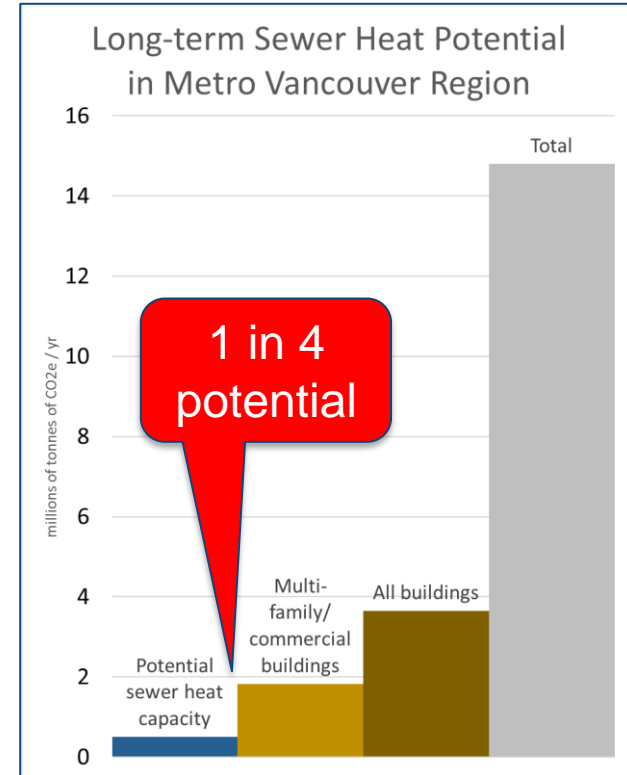 Long-term Sewer Heat Potential
in Metro Vancouver Region
16
14
12
10
8
6
4
2
0
millions of tonnes of CO2e / yr
1 in 4
potential
Potential
sewer heat
capacity
Multi-
family/
commercial
buildings
All buildings
Total